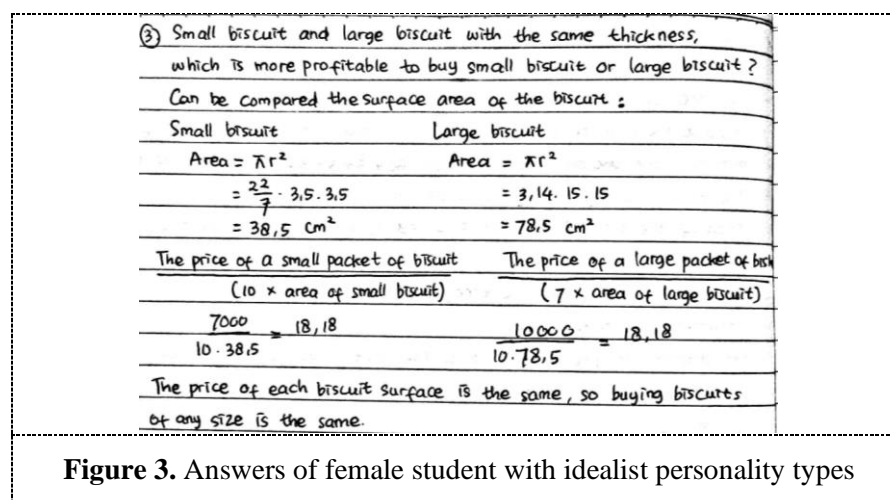 ③ Small biscuit and large biscuit with the same thickness,
which is more profitable to buy small biscuit or large biscuit?
Can be compared the surface area of the biscuit :
Small biscuit Large biscuit
Area = πr² Area = πr²
= 22/7 . 3,5 . 3,5 = 3,14 . 15 . 15
= 38,5 cm² = 78,5 cm²
The price of a small packet of biscuit The price of a large packet of bis
(10 × area of small biscuit) (7 × area of large biscuit)
7000 / 10 . 38,5 = 18,18 10000 / 10.78,5 = 18,18
The price of each biscuit surface is the same, so buying biscuits
of any size is the same.
Figure 3. Answers of female student with idealist personality types